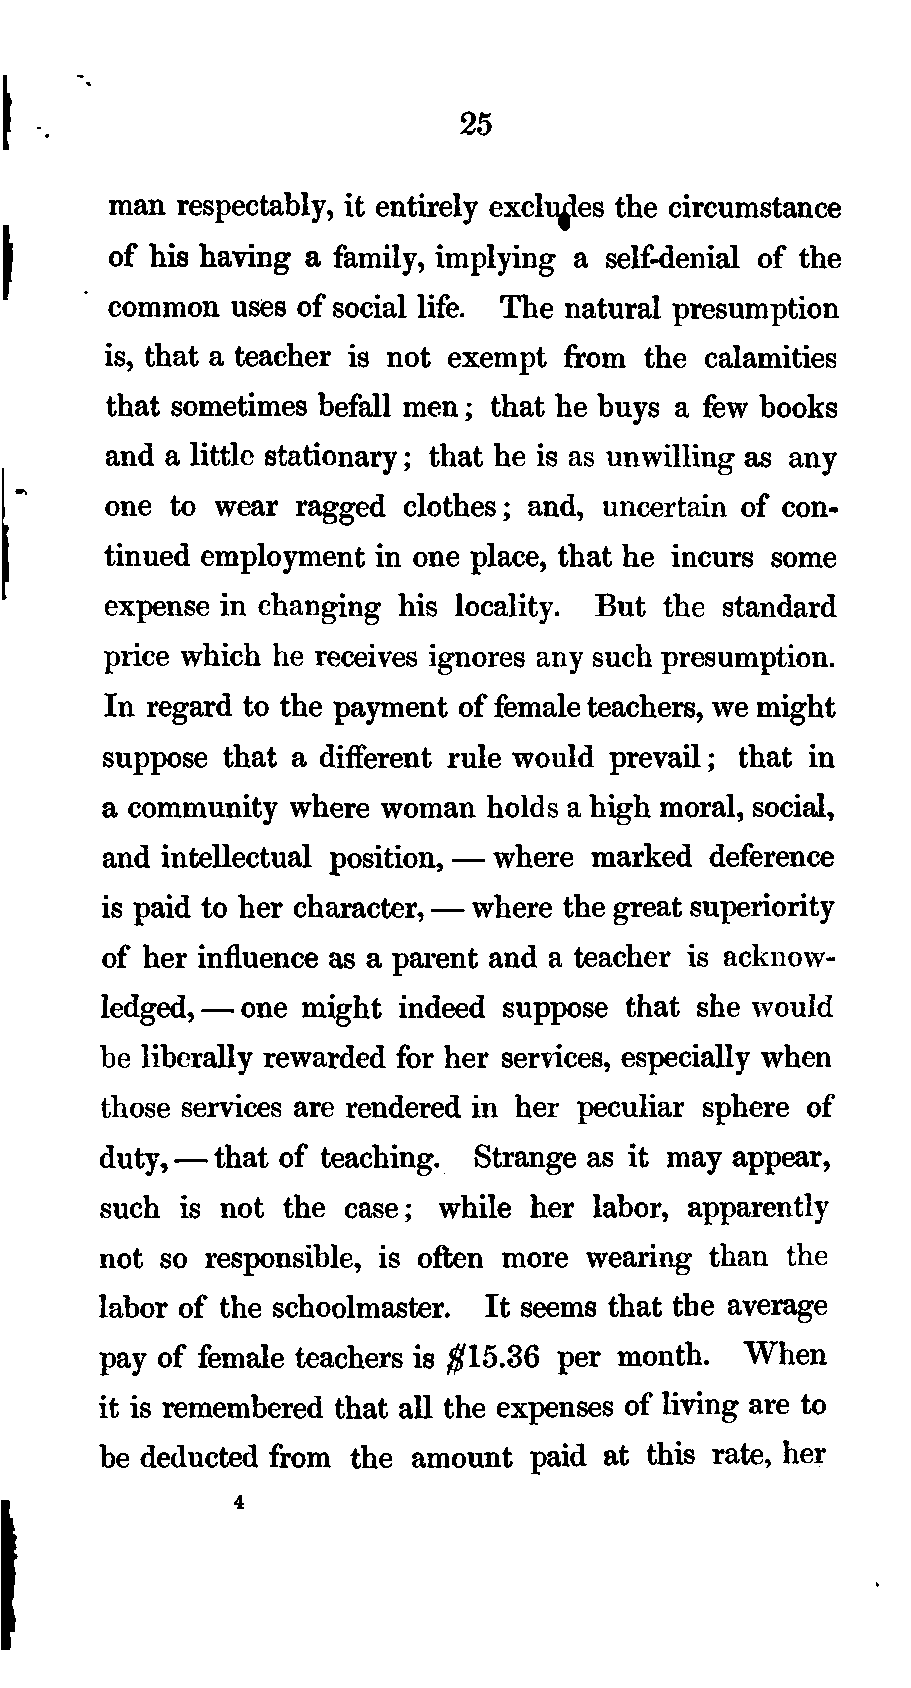 25
man respectably, it entirely excludes the circumstance
of his having a family, implying a self-denial of the
common uses of social life. The natural presumption
is, that a teacher is not exempt from the calamities
that sometimes befall men; that he buys a few books
and a little stationary; that he is as unwilling as any
one to wear ragged clothes; and, uncertain of con-
tinued employment in one place, that he incurs some
expense in changing his locality. But the standard
price which he receives ignores any such presumption.
In regard to the payment of female teachers, we might
suppose that a different rule would prevail; that in
a community where woman holds a high moral, social,
and intellectual position, — where marked deference
is paid to her character, — where the great superiority
of her influence as a parent and a teacher is acknow-
ledged, — one might indeed suppose that she would
be liberally rewarded for her services, especially when
those services are rendered in her peculiar sphere of
duty, — that of teaching. Strange as it may appear,
such is not the case; while her labor, apparently
not so responsible, is often more wearing than the
labor of the schoolmaster. It seems that the average
pay of female teachers is $15.36 per month. When
it is remembered that all the expenses of living are to
be deducted from the amount paid at this rate, her
4